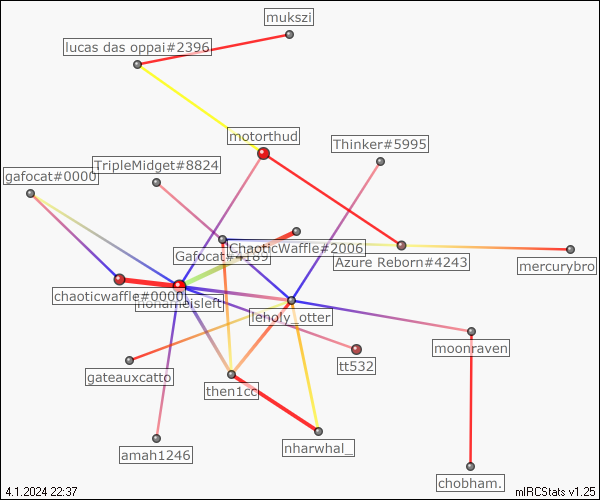 mukszi
lucas das oppai#2396
motorthud
Thinker#5995
TripleMidget#8824
gafocat#0000
ChaoticWaffle#2006
Gafocat#4189
Azure Reborn#4243
mercurybro
chaoticwaffle#0000
nonameisleft
leholy_otter
moonraven
tt532
gateauxcatto
then1cc
nharwhal_
amah1246
chobham.
4.1.2024 22:37
mIRCStats v1.25